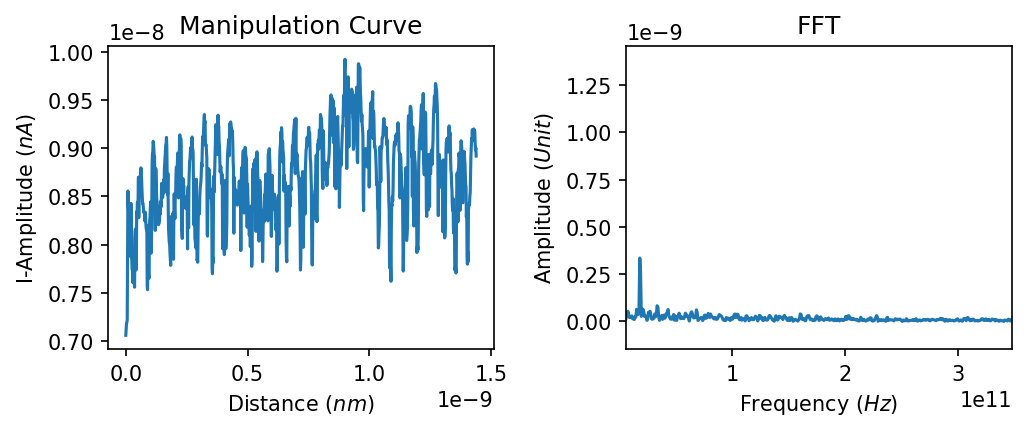 Manipulation Curve
1e−8
1.00
0.95
0.90
0.85
0.80
0.75
0.70
I-Amplitude (nA)
0.0
0.5
1.0
1.5
1e−9
Distance (nm)
FFT
1e−9
1.25
1.00
0.75
0.50
0.25
0.00
Amplitude (Unit)
1
2
3
1e11
Frequency (Hz)